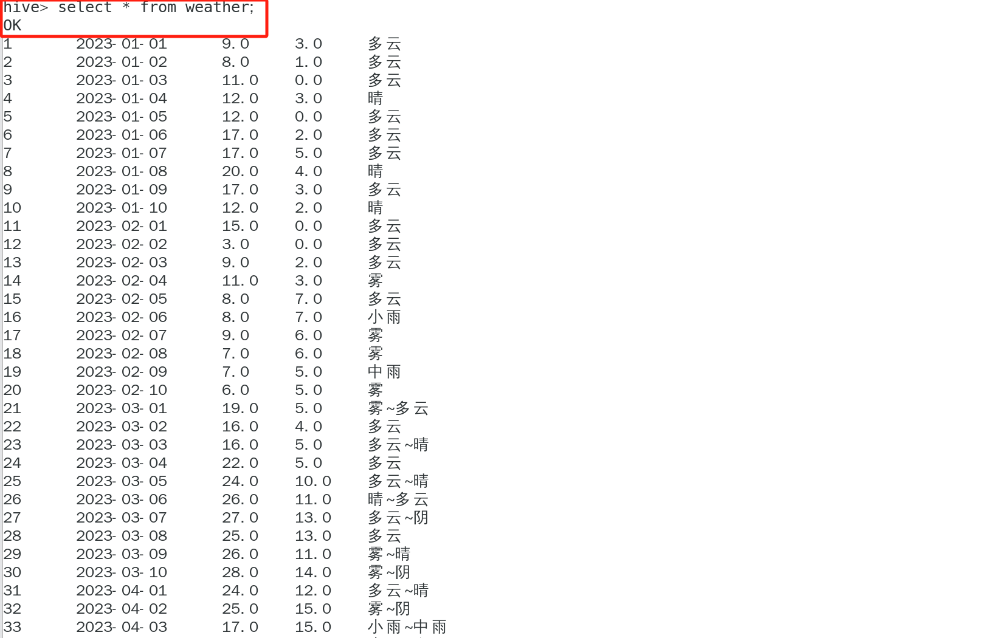 hive> select * from weather;
OK
1 2023-01-01 9.0 3.0 多云
2 2023-01-02 8.0 1.0 多云
3 2023-01-03 11.0 0.0 多云
4 2023-01-04 12.0 3.0 晴
5 2023-01-05 12.0 0.0 多云
6 2023-01-06 17.0 2.0 多云
7 2023-01-07 17.0 5.0 多云
8 2023-01-08 20.0 4.0 晴
9 2023-01-09 17.0 3.0 多云
10 2023-01-10 12.0 2.0 晴
11 2023-02-01 15.0 0.0 多云
12 2023-02-02 3.0 0.0 多云
13 2023-02-03 9.0 2.0 多云
14 2023-02-04 11.0 3.0 雾
15 2023-02-05 8.0 7.0 多云
16 2023-02-06 8.0 7.0 小雨
17 2023-02-07 9.0 6.0 雾
18 2023-02-08 7.0 6.0 雾
19 2023-02-09 7.0 5.0 中雨
20 2023-02-10 6.0 5.0 雾
21 2023-03-01 19.0 5.0 雾~多云
22 2023-03-02 16.0 4.0 多云
23 2023-03-03 16.0 5.0 多云~晴
24 2023-03-04 22.0 5.0 多云
25 2023-03-05 24.0 10.0 多云~晴
26 2023-03-06 26.0 11.0 晴~多云
27 2023-03-07 27.0 13.0 多云~阴
28 2023-03-08 25.0 13.0 多云
29 2023-03-09 26.0 11.0 雾~晴
30 2023-03-10 28.0 14.0 雾~阴
31 2023-04-01 24.0 12.0 多云~晴
32 2023-04-02 25.0 15.0 雾~阴
33 2023-04-03 17.0 15.0 小雨~中雨